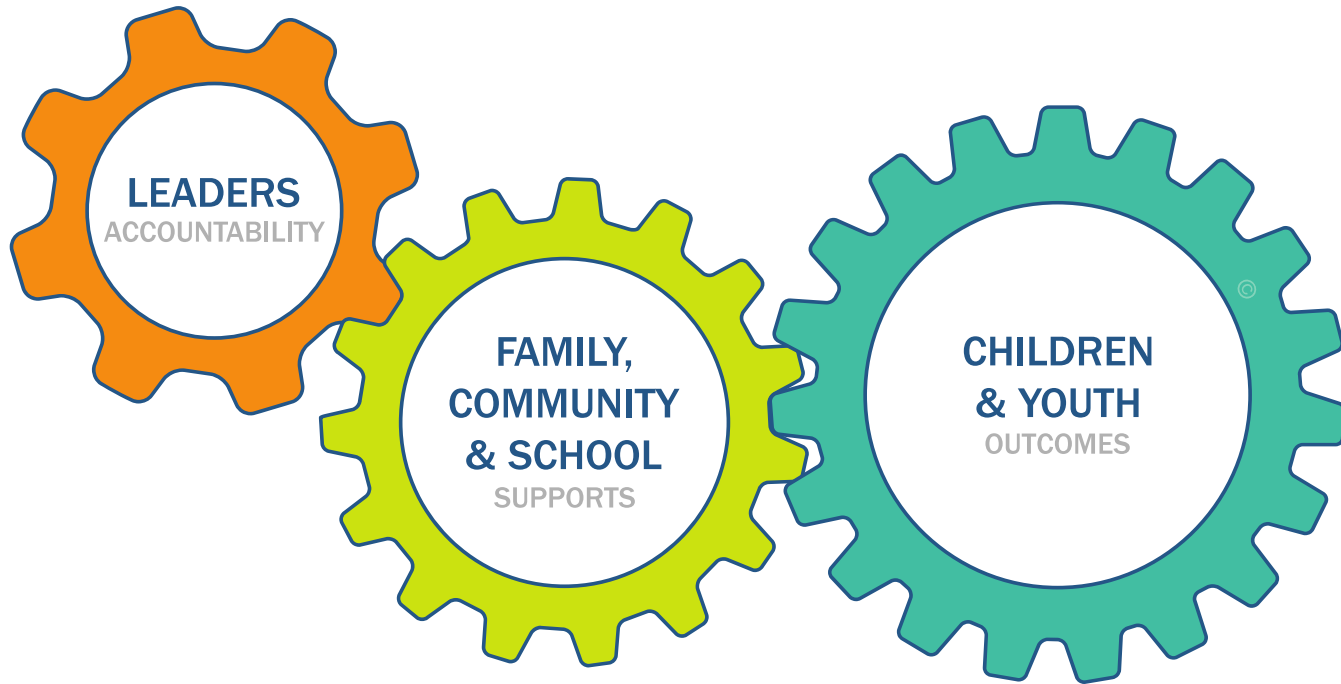 LEADERS
ACCOUNTABILITY
FAMILY,
COMMUNITY
& SCHOOL
SUPPORTS
CHILDREN
& YOUTH
OUTCOMES
©